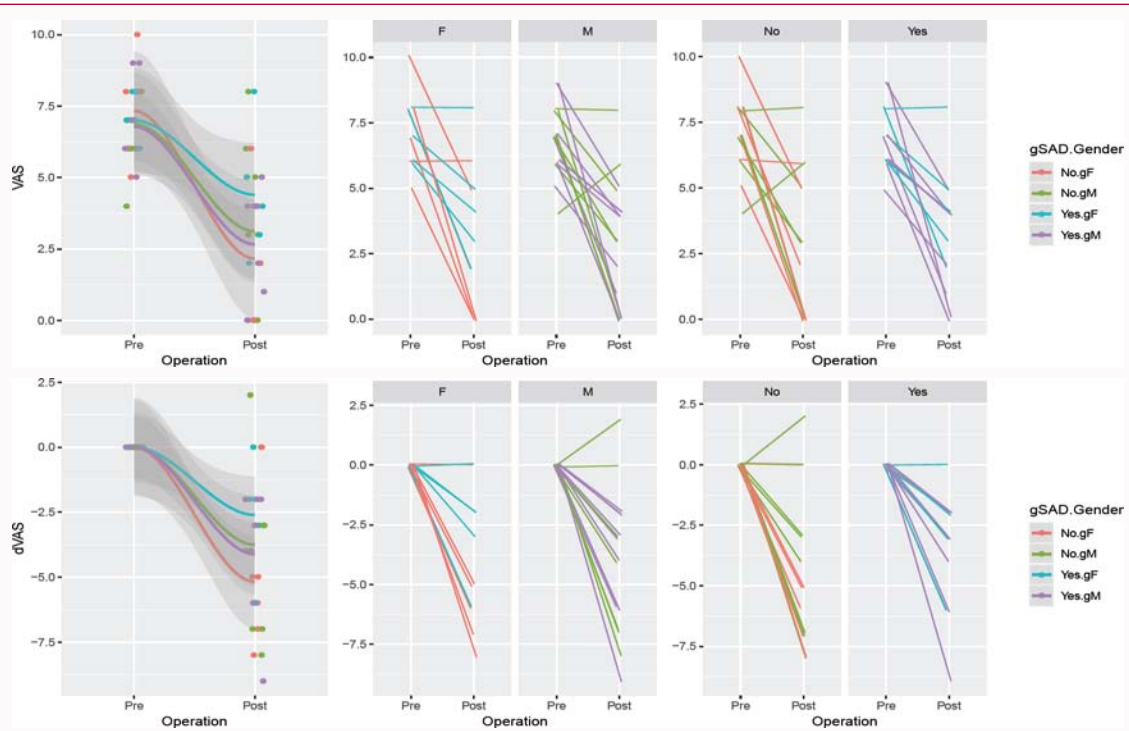 F M No Yes
10.0
7.5
5.0
2.5
0.0
VAS
Pre Post
Operation
10.0
7.5
5.0
2.5
0.0
Pre Post Pre Post
Operation
10.0
7.5
5.0
2.5
0.0
Pre Post Pre Post
Operation
gSAD.Gender
No.gF
No.gM
Yes.gF
Yes.gM
F M No Yes
2.5
0.0
-2.5
-5.0
-7.5
dVAS
Pre Post
Operation
2.5
0.0
-2.5
-5.0
-7.5
Pre Post Pre Post
Operation
2.5
0.0
-2.5
-5.0
-7.5
Pre Post Pre Post
Operation
gSAD.Gender
No.gF
No.gM
Yes.gF
Yes.gM